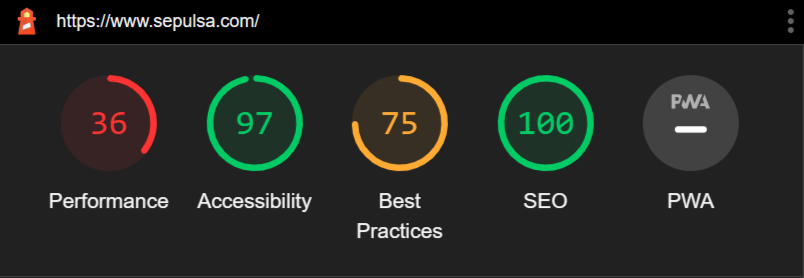 https://www.sepulsa.com/
36 97 75 100 PWA
Performance Accessibility Best Practices SEO PWA